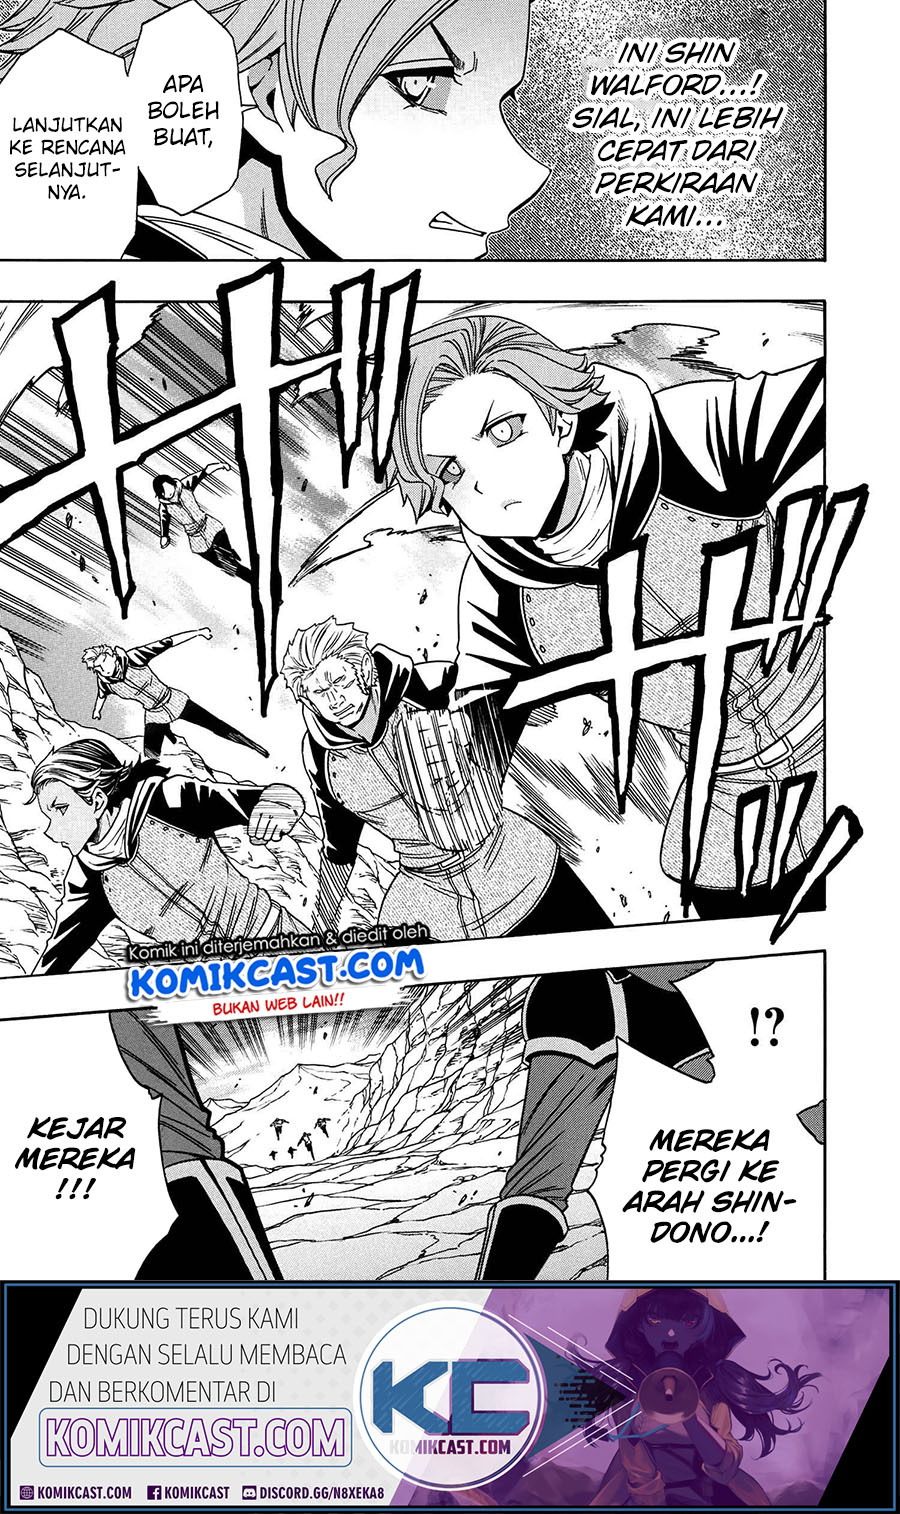 INI SHIN
WALFORD...!
SIAL, INI LEBIH
CEPAT DARI
PERKIRAAN
KAMI...
APA
BOLEH
BUAT,
LANJUTKAN
KE RENCANA
SELANJUT-
NYA.
Komik ini diterjemahkan & diedit oleh
KOMIKCAST.COM
BUKAN WEB LAIN!!
!?
MEREKA
PERGI KE
ARAH SHIN-
DONO...!
KEJAR
MEREKA
!!!
DUKUNG TERUS KAMI
DENGAN SELALU MEMBACA
DAN BERKOMENTAR DI
KOMIKCAST.COM
KC
KOMIKCAST.COM
KOMIKCAST.COM KOMIKCAST DISCORD.GG/N8XEKA8